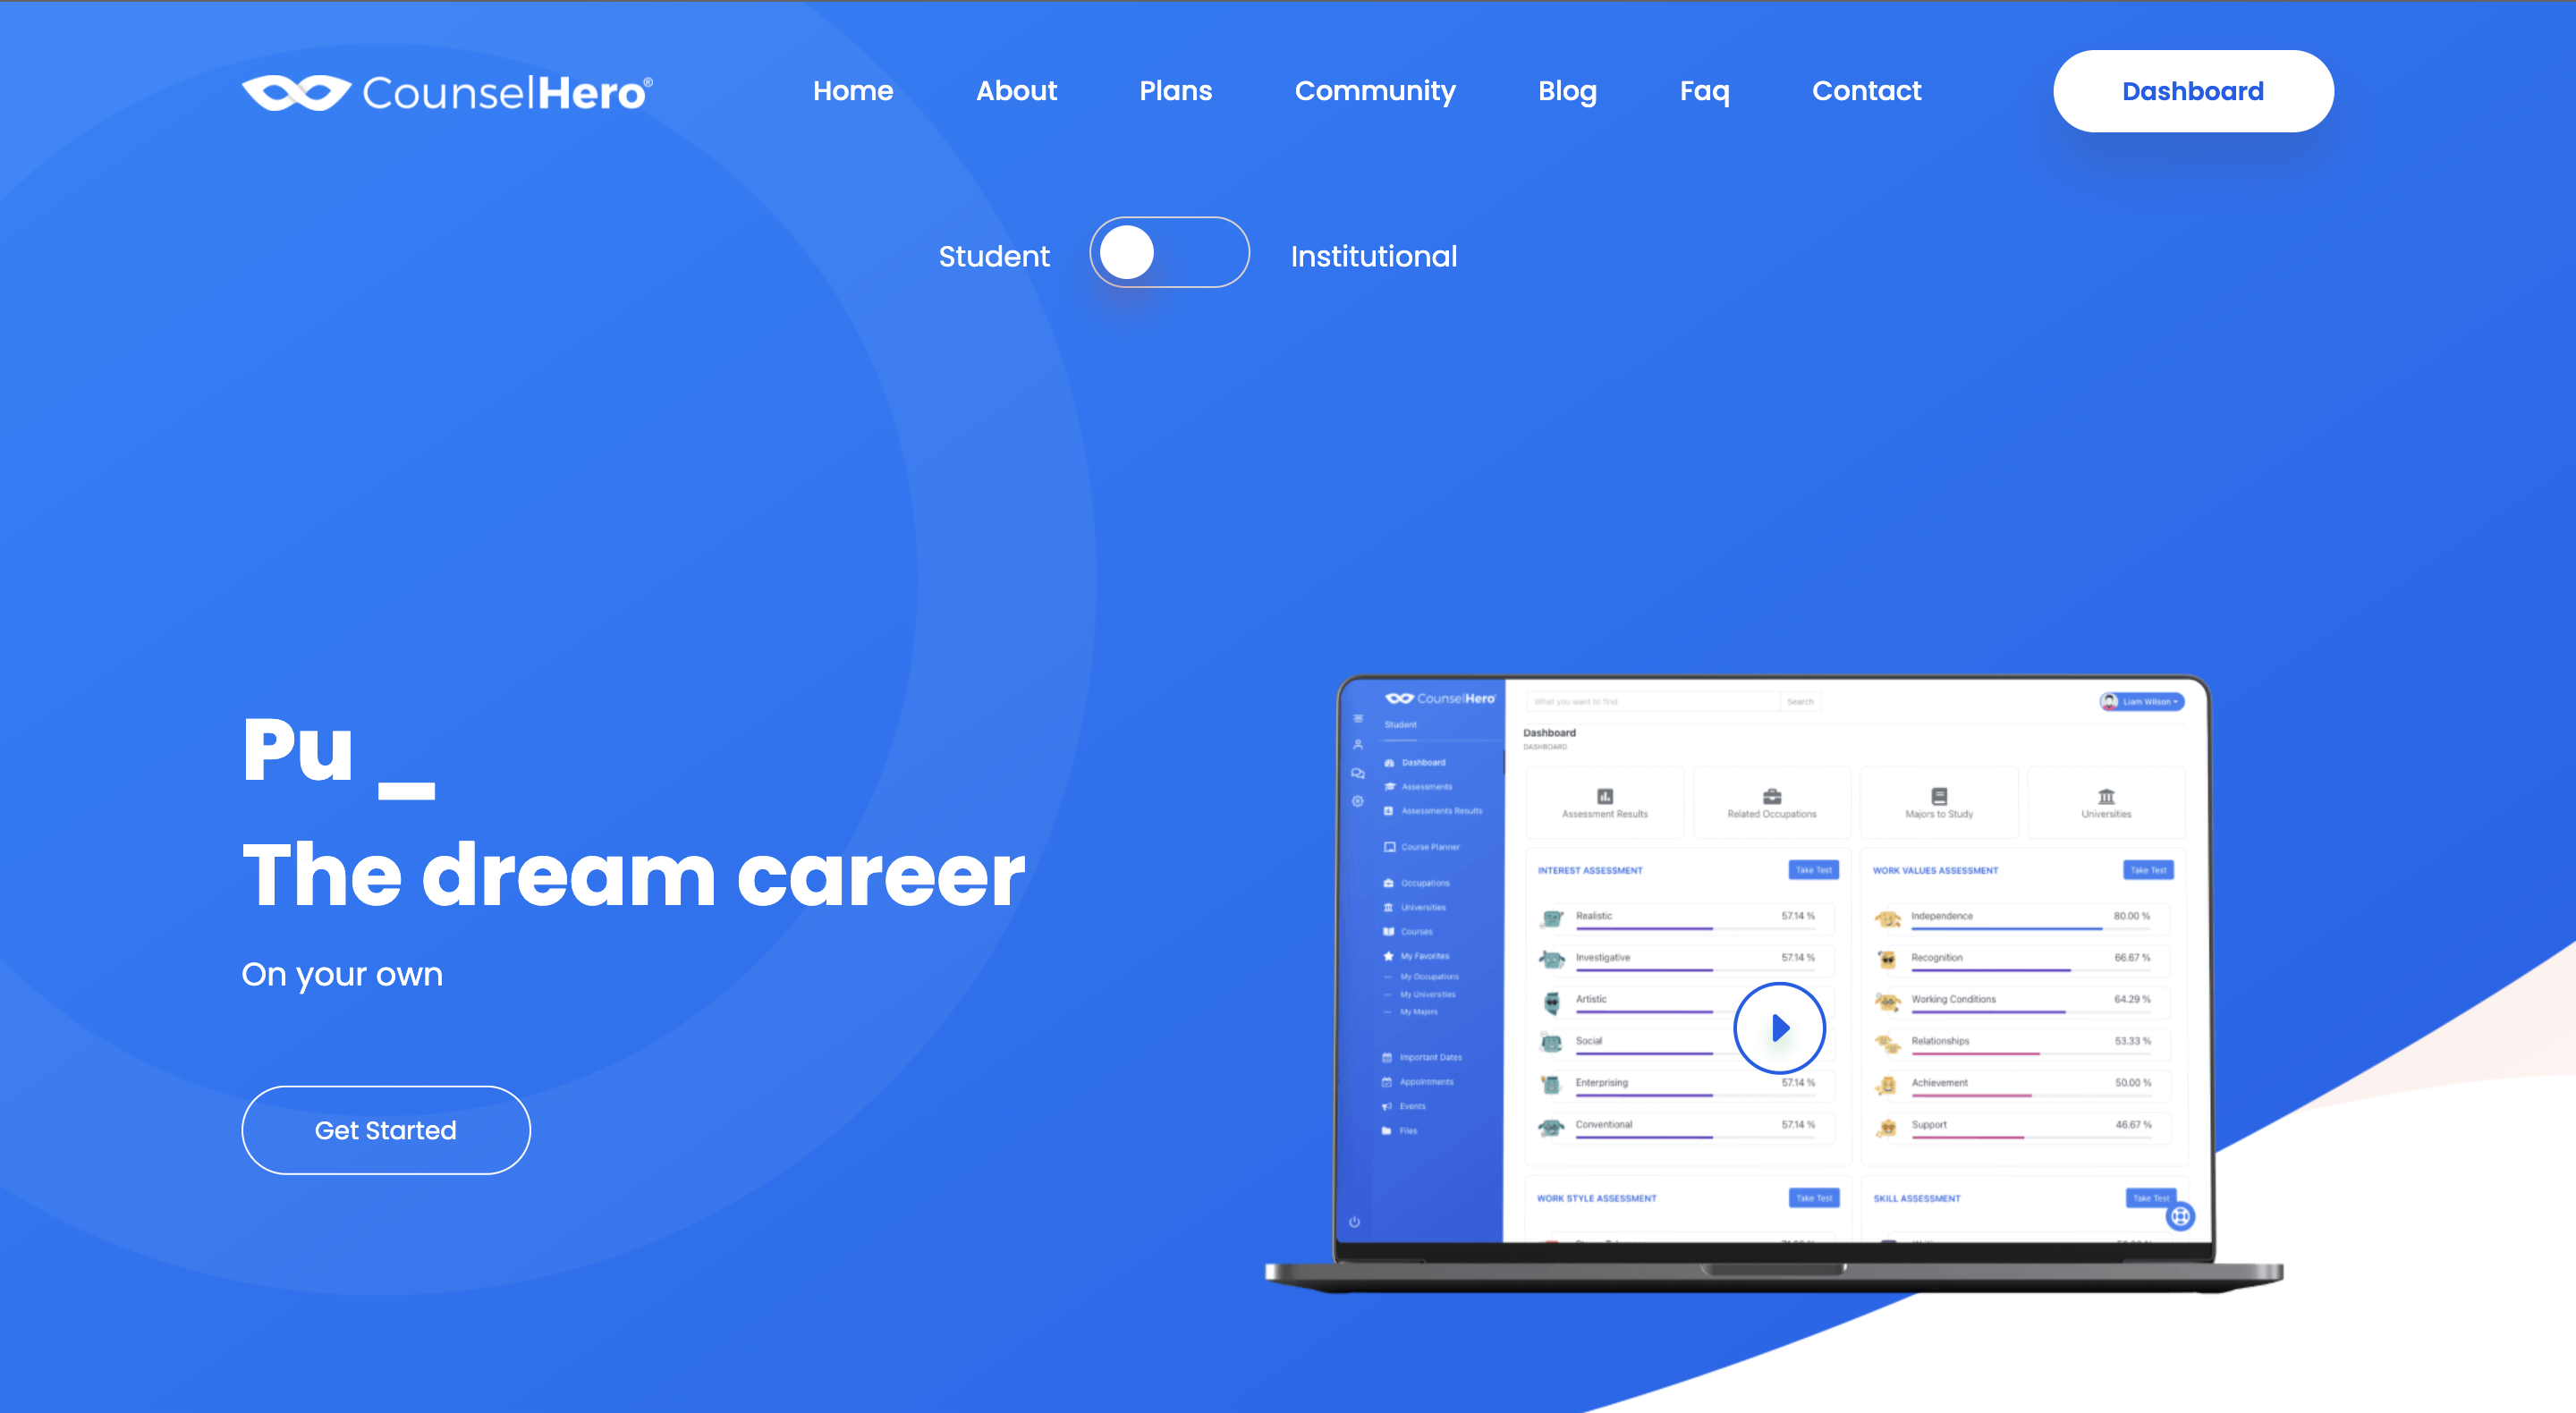 CounselHero®
Home About Plans Community Blog Faq Contact Dashboard
Student Institutional
Pu _
The dream career
On your own
Get Started
CounselHero
Student
Dashboard
Assessments
Assessments Results
Course Planner
Occupations
Universities
Courses
My Favorites
My Occupations
My Universities
My Majors
Important Dates
Appointments
Events
Files
What you want to find Search Liam Wilson
Dashboard
DASHBOARD
Assessment Results Related Occupations Majors to Study Universities
INTEREST ASSESSMENT Take Test
Realistic 57.14 %
Investigative 57.14 %
Artistic
Social
Enterprising 57.14 %
Conventional 57.14 %
WORK VALUES ASSESSMENT Take Test
Independence 80.00 %
Recognition 66.67 %
Working Conditions 64.29 %
Relationships 53.33 %
Achievement 50.00 %
Support 46.67 %
WORK STYLE ASSESSMENT Take Test
SKILL ASSESSMENT Take Test